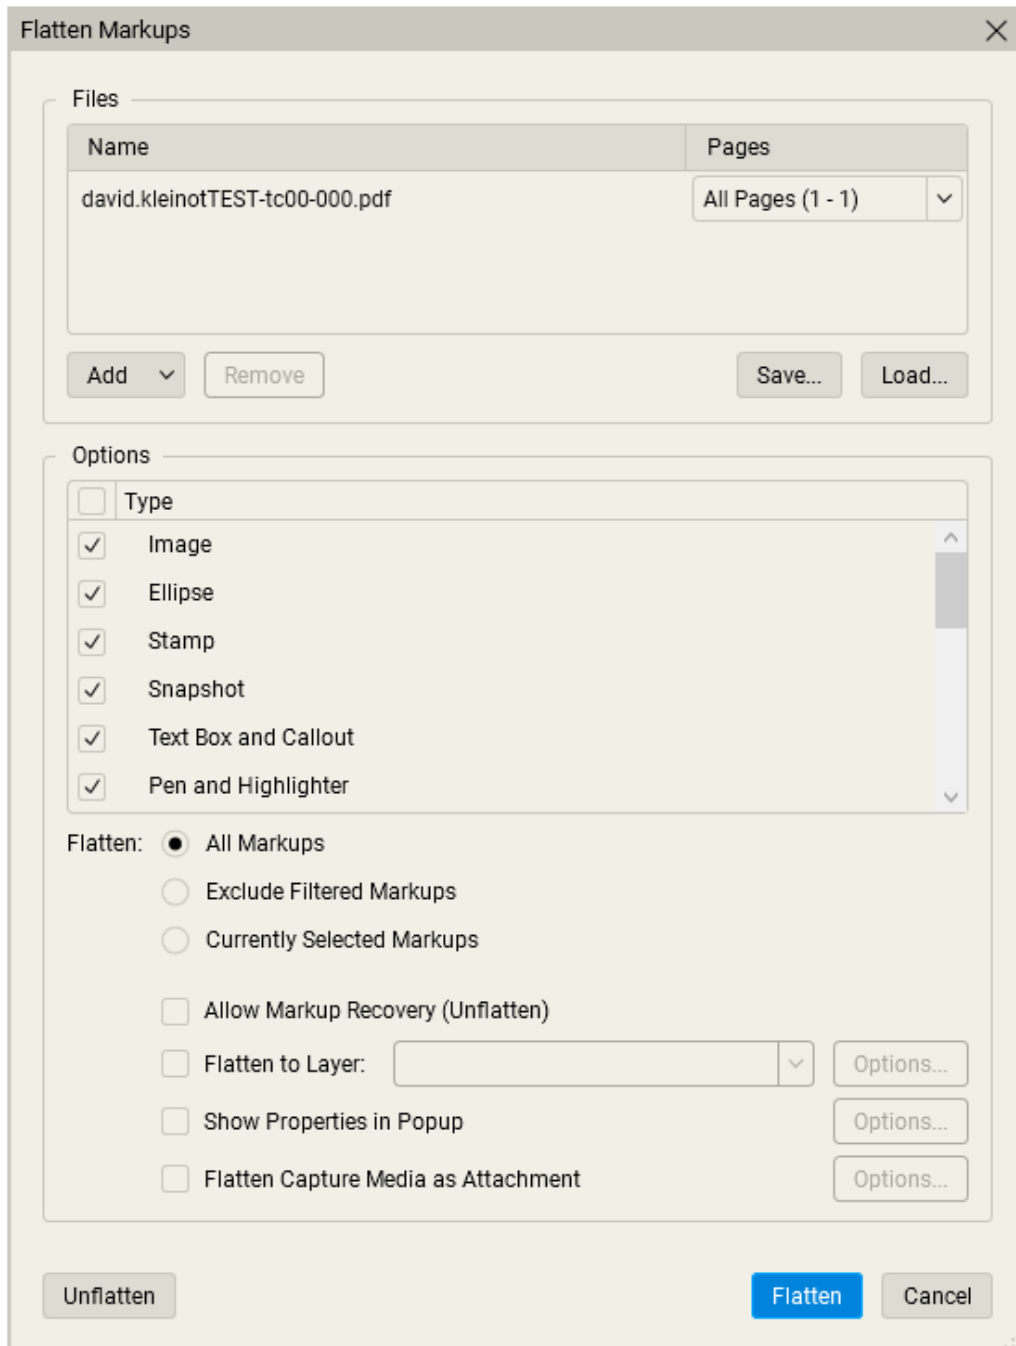 Flatten Markups
Files
Name Pages
david.kleinotTEST-tc00-000.pdf All Pages (1 - 1)
Add Remove Save... Load...
Options
Type
Image
Ellipse
Stamp
Snapshot
Text Box and Callout
Pen and Highlighter
Flatten: All Markups
Exclude Filtered Markups
Currently Selected Markups
Allow Markup Recovery (Unflatten)
Flatten to Layer: Options...
Show Properties in Popup Options...
Flatten Capture Media as Attachment Options...
Unflatten Flatten Cancel